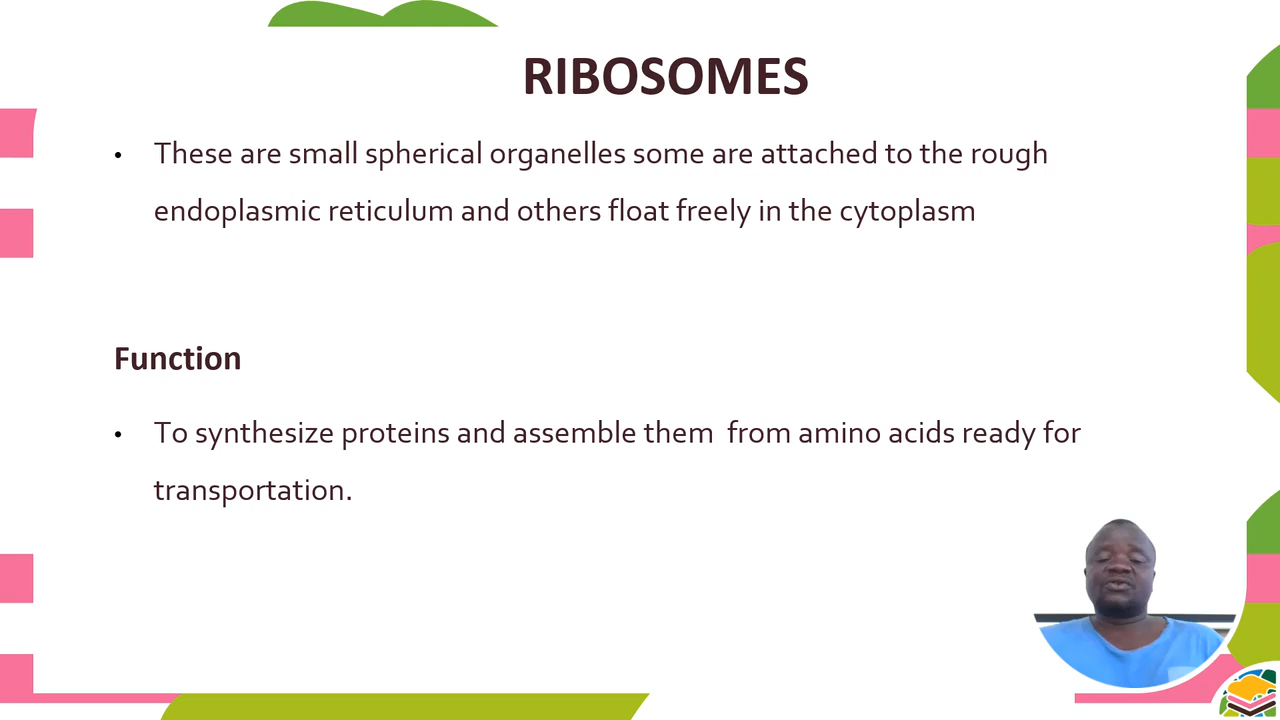 RIBOSOMES
• These are small spherical organelles some are attached to the rough
endoplasmic reticulum and others float freely in the cytoplasm
Function
• To synthesize proteins and assemble them  from amino acids ready for
transportation.